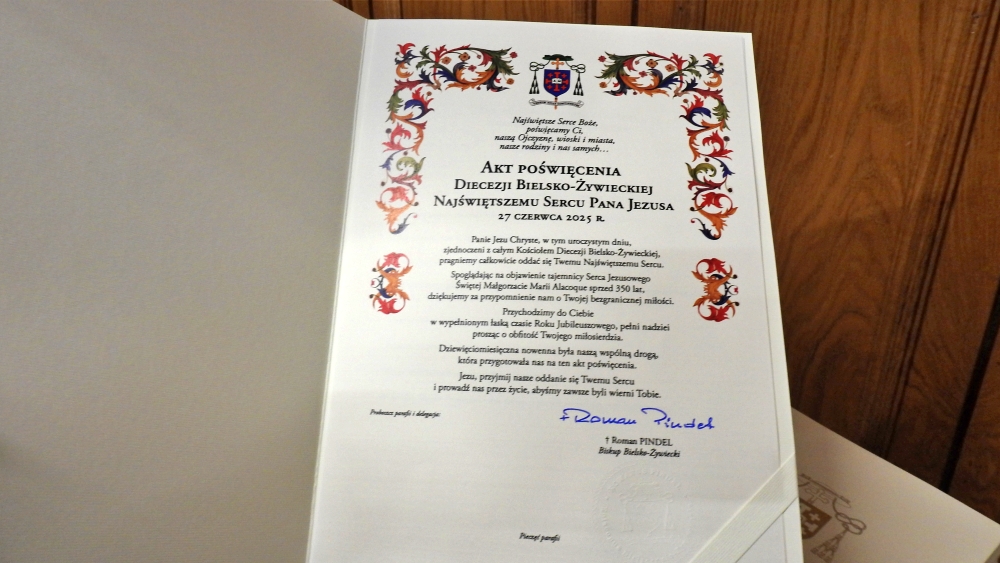 Najświętsze Serce Boże,
poświęcamy Ci,
naszą Ojczyznę, wioski i miasta,
nasze rodziny i nas samych…
Akt poświęcenia
Diecezji Bielsko-Żywieckiej
Najświętszemu Sercu Pana Jezusa
27 czerwca 2025 r.
Panie Jezu Chryste, w tym uroczystym dniu,
zjednoczeni z całym Kościołem Diecezji Bielsko-Żywieckiej,
pragniemy całkowicie oddać się Twemu Najświętszemu Sercu.
Spoglądając na objawienie tajemnicy Serca Jezusowego
Świętej Małgorzacie Marii Alacoque sprzed 350 lat,
dziękujemy za przypomnienie nam o Twojej bezgranicznej miłości.
Przychodzimy do Ciebie
w wypełnionym łaską czasie Roku Jubileuszowego, pełni nadziei
prosząc o obfitość Twojego miłosierdzia.
Dziewięciomiesięczna nowenna była naszą wspólną drogą,
która przygotowała nas na ten akt poświęcenia.
Jezu, przyjmij nasze oddanie się Twemu Sercu
i prowadź nas przez życie, abyśmy zawsze byli wierni Tobie.
Proboszcz parafii i delegacja:
† Roman Pindel
† Roman PINDEL
Biskup Bielsko-Żywiecki
Pieczęć parafii